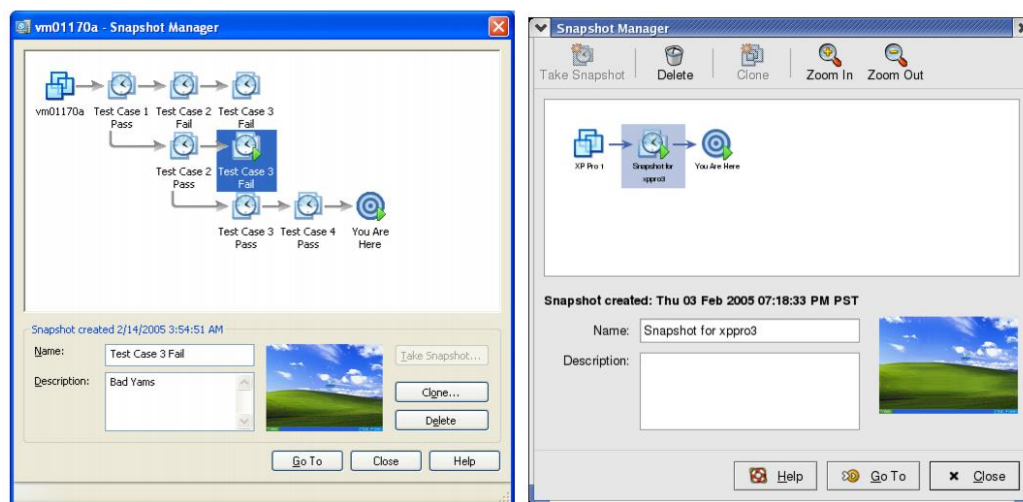 vm01170a - Snapshot Manager
vm01170a
Test Case 1
Pass
Test Case 2
Fail
Test Case 3
Fail
Test Case 2
Pass
Test Case 3
Fail
Test Case 3
Pass
Test Case 4
Pass
You Are
Here
Snapshot created 2/14/2005 3:54:51 AM
Name:
Test Case 3 Fail
Description:
Bad Yams
Take Snapshot...
Clone...
Delete
Go To
Close
Help
Snapshot Manager
Take Snapshot
Delete
Clone
Zoom In
Zoom Out
XP Pro 1
Snapshot for
xppro3
You Are Here
Snapshot created: Thu 03 Feb 2005 07:18:33 PM PST
Name:
Snapshot for xppro3
Description:
Help
Go To
Close